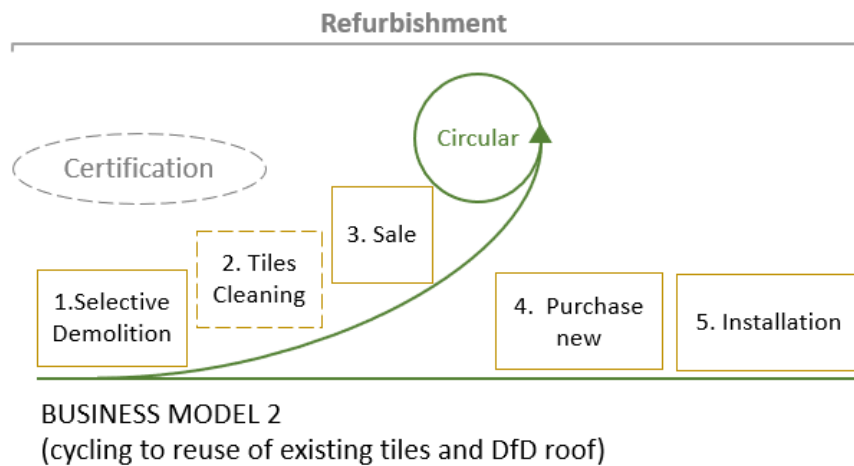 Refurbishment
Circular
Certification
3. Sale
2. Tiles
Cleaning
1.Selective
Demolition
4. Purchase
new
5. Installation
BUSINESS MODEL 2
(cycling to reuse of existing tiles and DfD roof)